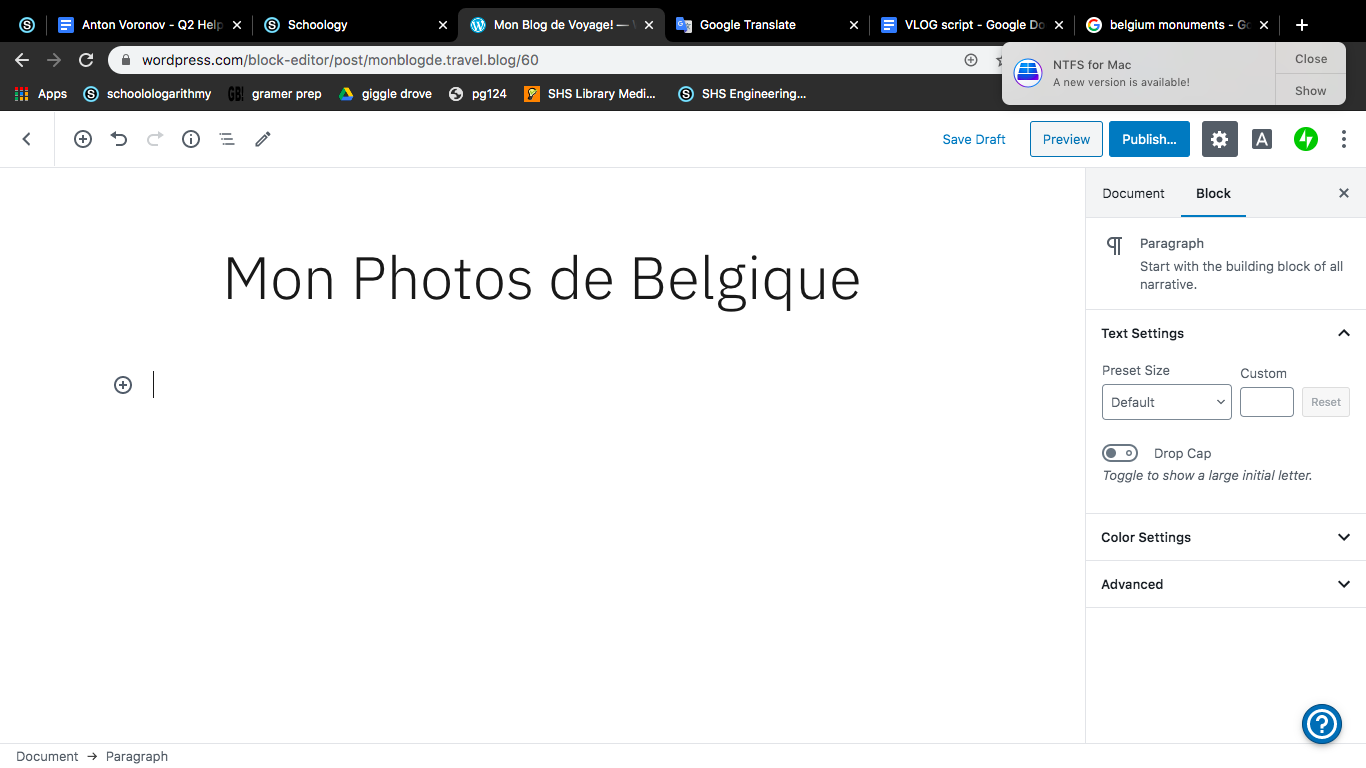 Anton Voronov - Q2 Help
Schoology
Mon Blog de Voyage! —
Google Translate
VLOG script - Google Do
belgium monuments - Go
wordpress.com/block-editor/post/monblogde.travel.blog/60
NTFS for Mac
A new version is available!
Close
Show
Apps
schoolologarithmy
GB!
gramer prep
giggle drove
pg124
SHS Library Medi...
SHS Engineering...
Save Draft
Preview
Publish...
A
Document
Block
Mon Photos de Belgique
Paragraph
Start with the building block of all
narrative.
Text Settings
Preset Size
Custom
Default
Reset
Drop Cap
Toggle to show a large initial letter.
Color Settings
Advanced
Document → Paragraph